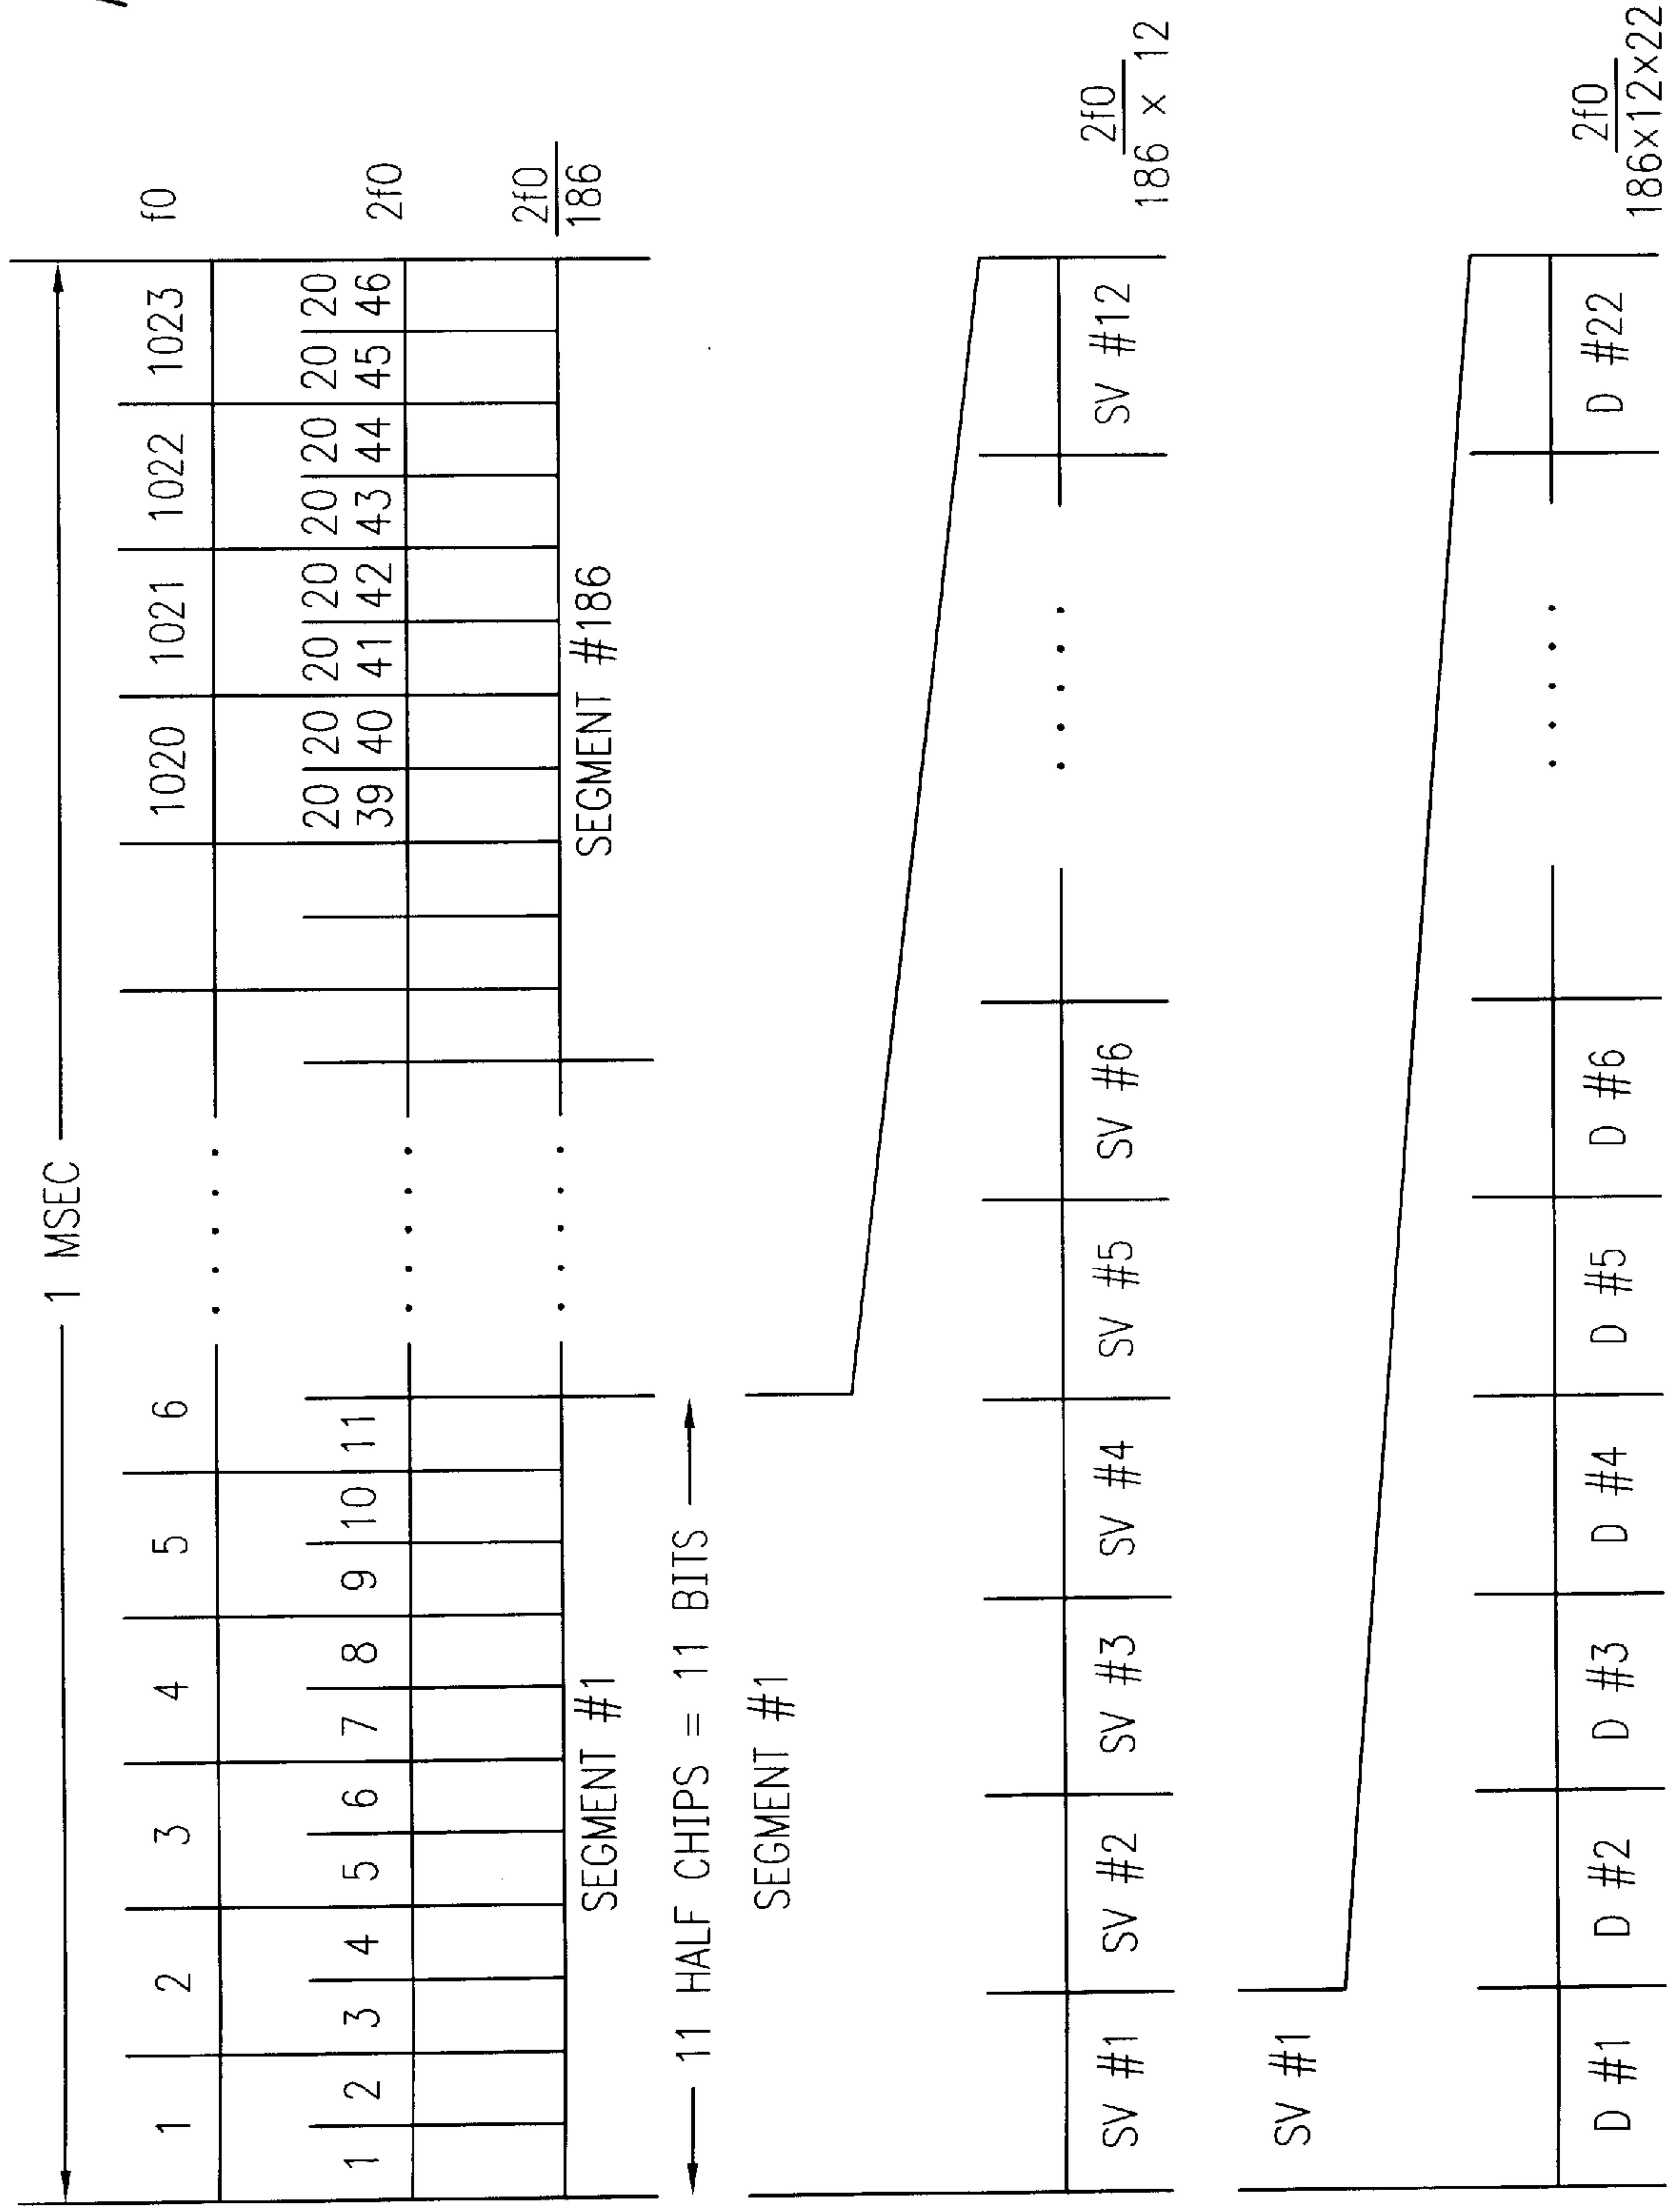 1 MSEC
1 2 3 4 5 6 1020 1021 1022 1023 f0
1 2 3 4 5 6 7 8 9 10 11 20 20 20 20 20 20 20 20
39 40 41 42 43 44 45 46 2f0
2f0
186
SEGMENT #1 SEGMENT #186
11 HALF CHIPS = 11 BITS
SEGMENT #1
SV #1 SV #2 SV #3 SV #4 SV #5 SV #6 SV #12
2f0
186 x 12
SV #1
D #1 D #2 D #3 D #4 D #5 D #6 D #22
2f0
186x12x22